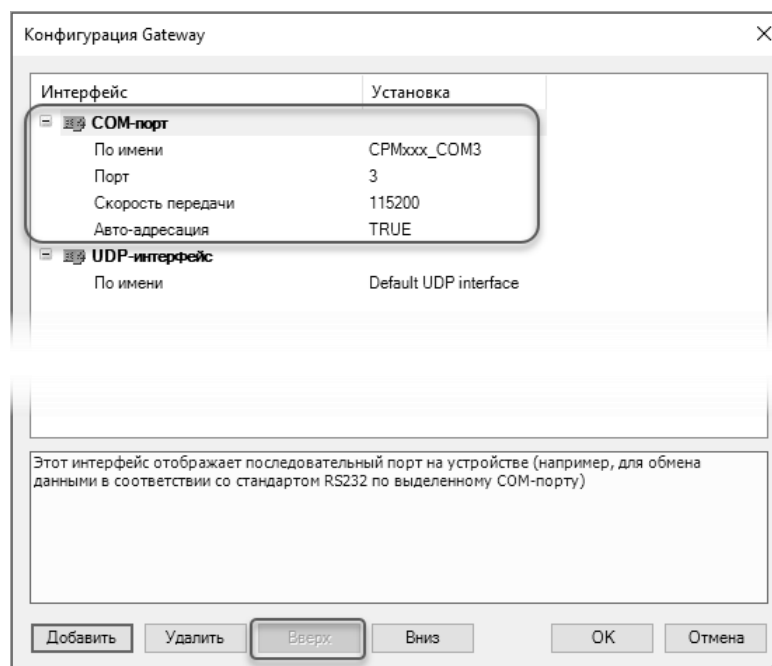 Конфигурация Gateway
Интерфейс Установка
COM-порт
По имени CPMxxx_COM3
Порт 3
Скорость передачи 115200
Авто-адресация TRUE
UDP-интерфейс
По имени Default UDP interface
Этот интерфейс отображает последовательный порт на устройстве (например, для обмена
данными в соответствии со стандартом RS232 по выделенному COM-порту)
Добавить Удалить Вверх Вниз OK Отмена